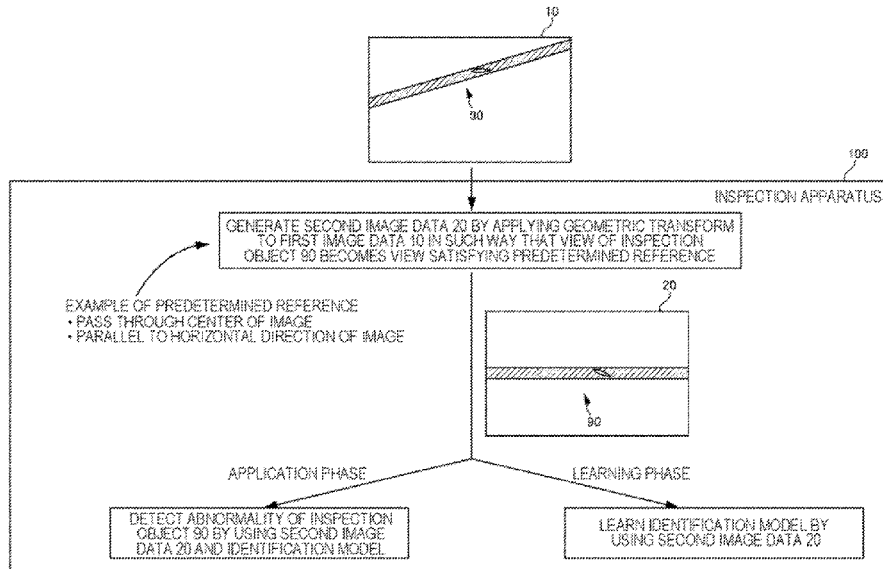 10
90
100
INSPECTION APPARATUS
GENERATE SECOND IMAGE DATA 20 BY APPLYING GEOMETRIC TRANSFORM
TO FIRST IMAGE DATA 10 IN SUCH WAY THAT VIEW OF INSPECTION
OBJECT 90 BECOMES VIEW SATISFYING PREDETERMINED REFERENCE
EXAMPLE OF PREDETERMINED REFERENCE
• PASS THROUGH CENTER OF IMAGE
• PARALLEL TO HORIZONTAL DIRECTION OF IMAGE
20
90
APPLICATION PHASE
LEARNING PHASE
DETECT ABNORMALITY OF INSPECTION
OBJECT 90 BY USING SECOND IMAGE
DATA 20 AND IDENTIFICATION MODEL
LEARN IDENTIFICATION MODEL BY
USING SECOND IMAGE DATA 20